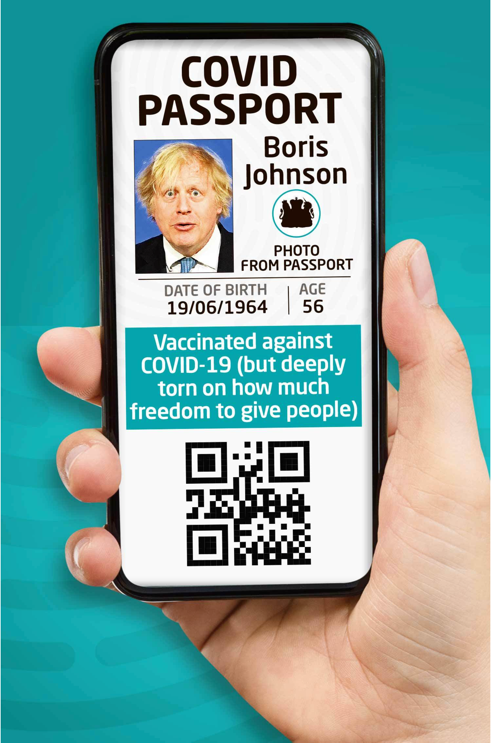 COVID
PASSPORT
Boris
Johnson
PHOTO
FROM PASSPORT
DATE OF BIRTH
19/06/1964
AGE
56
Vaccinated against
COVID-19 (but deeply
torn on how much
freedom to give people)